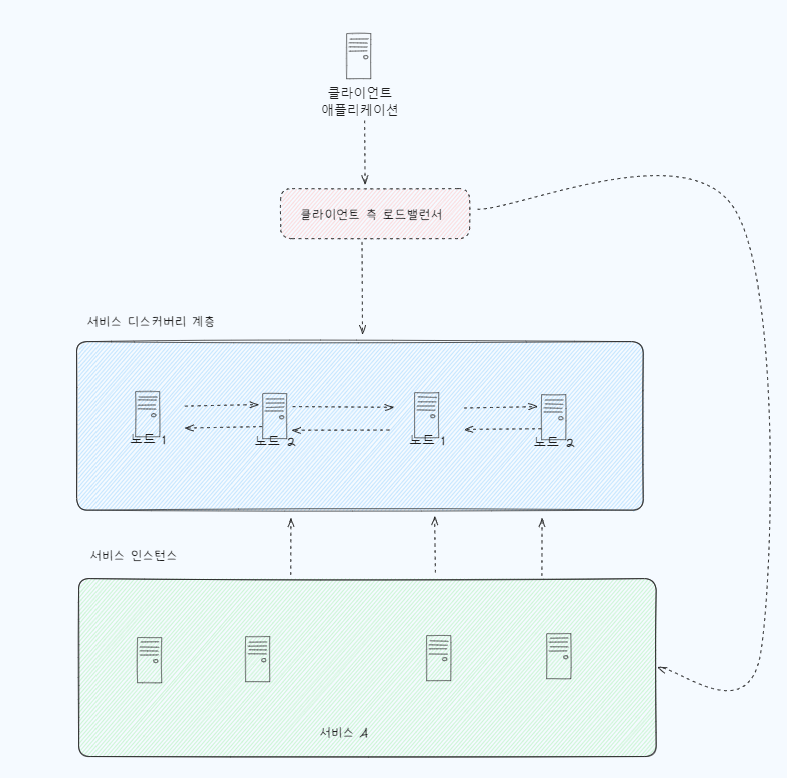 클라이언트
애플리케이션
클라이언트 측 로드밸런서
서비스 디스커버리 계층
노드 1
노드 2
노드 1
노드 2
서비스 인스턴스
서비스 A